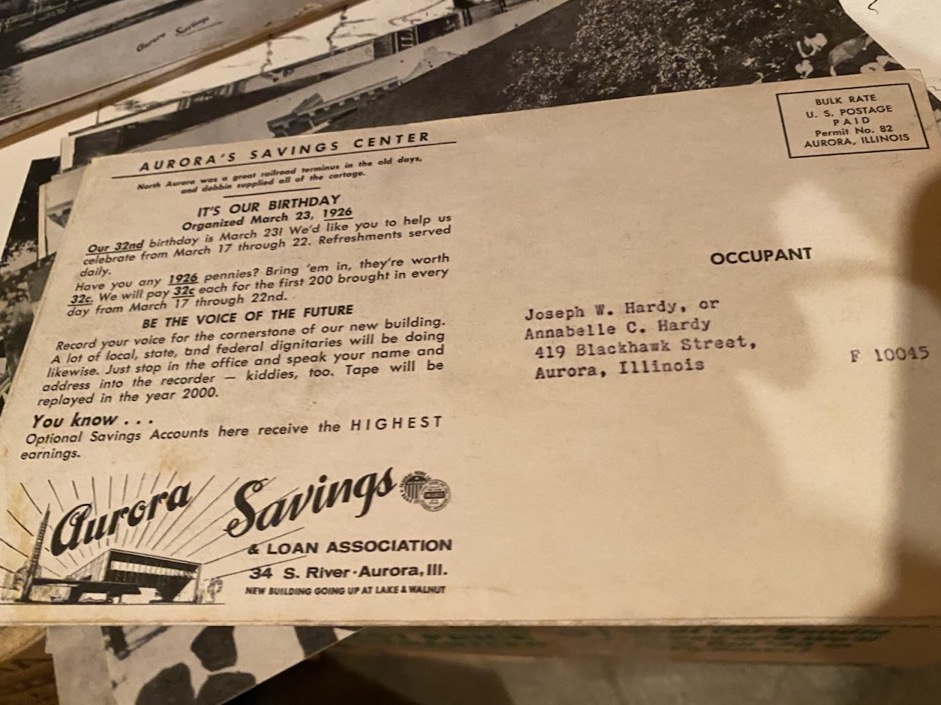 Aurora Savings
AURORA'S SAVINGS CENTER
North Aurora was a great railroad terminus in the old days,
and dobbin supplied all of the cartage.
IT'S OUR BIRTHDAY
Organized March 23, 1926
Our 32nd birthday is March 23! We'd like you to help us
celebrate from March 17 through 22. Refreshments served
daily.
Have you any 1926 pennies? Bring 'em in, they're worth
32c. We will pay 32c each for the first 200 brought in every
day from March 17 through 22nd.
BE THE VOICE OF THE FUTURE
Record your voice for the cornerstone of our new building.
A lot of local, state, and federal dignitaries will be doing
likewise. Just stop in the office and speak your name and
address into the recorder — kiddies, too. Tape will be
replayed in the year 2000.
You know . . .
Optional Savings Accounts here receive the HIGHEST
earnings.
Aurora Savings
& LOAN ASSOCIATION
34 S. River · Aurora, Ill.
NEW BUILDING GOING UP AT LAKE & WALNUT
BULK RATE
U. S. POSTAGE
PAID
Permit No. 82
AURORA, ILLINOIS
OCCUPANT
Joseph W. Hardy, or
Annabelle C. Hardy
419 Blackhawk Street,
Aurora, Illinois
F 10045